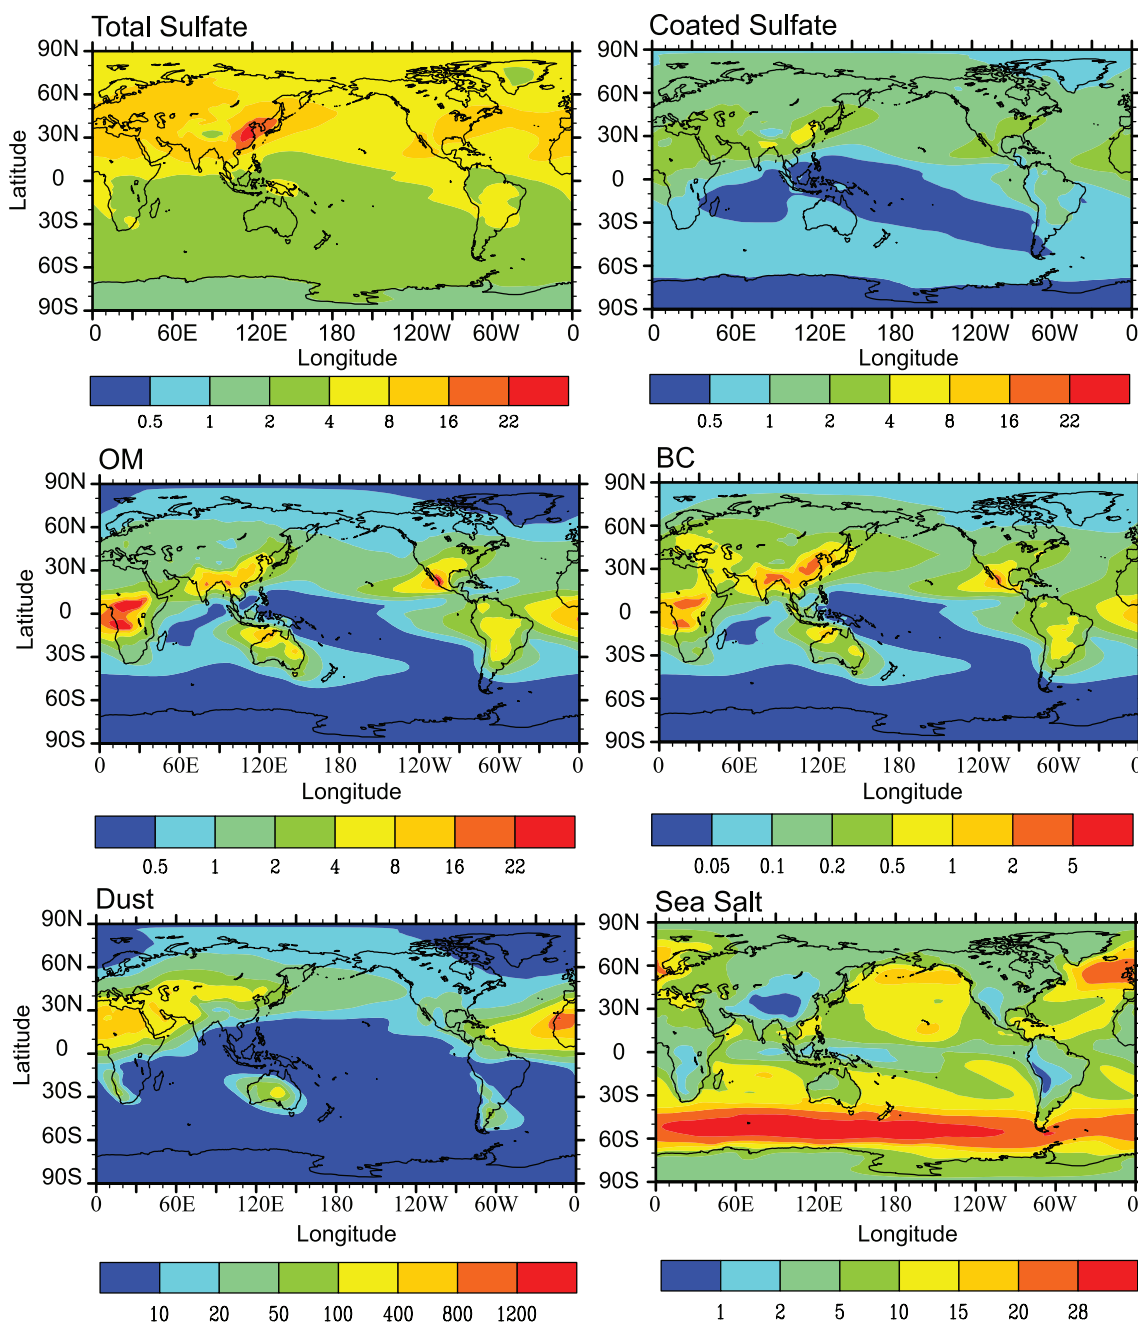 Total Sulfate
Coated Sulfate
90N
60N
30N
0
30S
60S
90S
Latitude
0 60E 120E 180 120W 60W 0
Longitude
0.5 1 2 4 8 16 22
90N
60N
30N
0
30S
60S
90S
0 60E 120E 180 120W 60W 0
Longitude
0.5 1 2 4 8 16 22
OM
BC
90N
60N
30N
0
30S
60S
90S
Latitude
0 60E 120E 180 120W 60W 0
Longitude
0.5 1 2 4 8 16 22
90N
60N
30N
0
30S
60S
90S
0 60E 120E 180 120W 60W 0
Longitude
0.05 0.1 0.2 0.5 1 2 5
Dust
Sea Salt
90N
60N
30N
0
30S
60S
90S
Latitude
0 60E 120E 180 120W 60W 0
Longitude
10 20 50 100 400 800 1200
90N
60N
30N
0
30S
60S
90S
0 60E 120E 180 120W 60W 0
Longitude
1 2 5 10 15 20 28